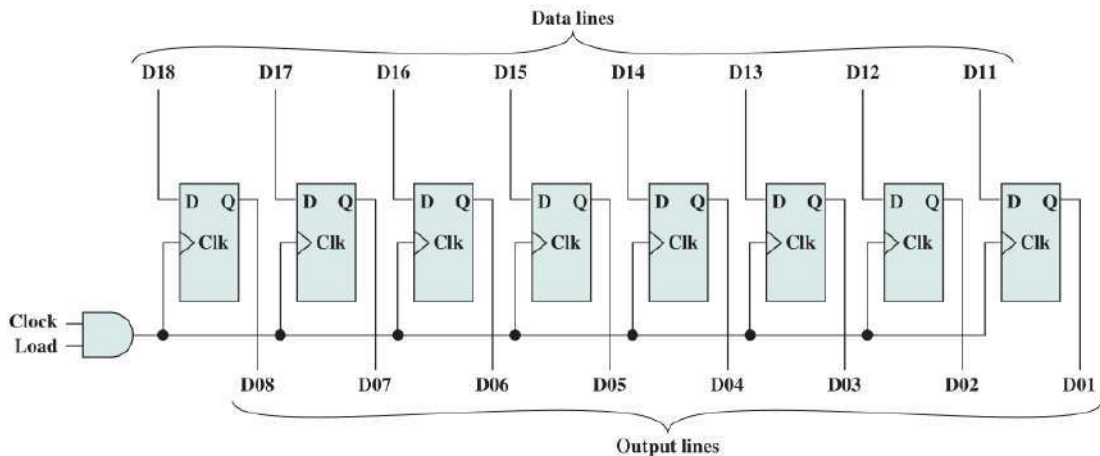 Data lines
D18 D17 D16 D15 D14 D13 D12 D11
D Q D Q D Q D Q D Q D Q D Q D Q
Clk Clk Clk Clk Clk Clk Clk Clk
Clock
Load
D08 D07 D06 D05 D04 D03 D02 D01
Output lines